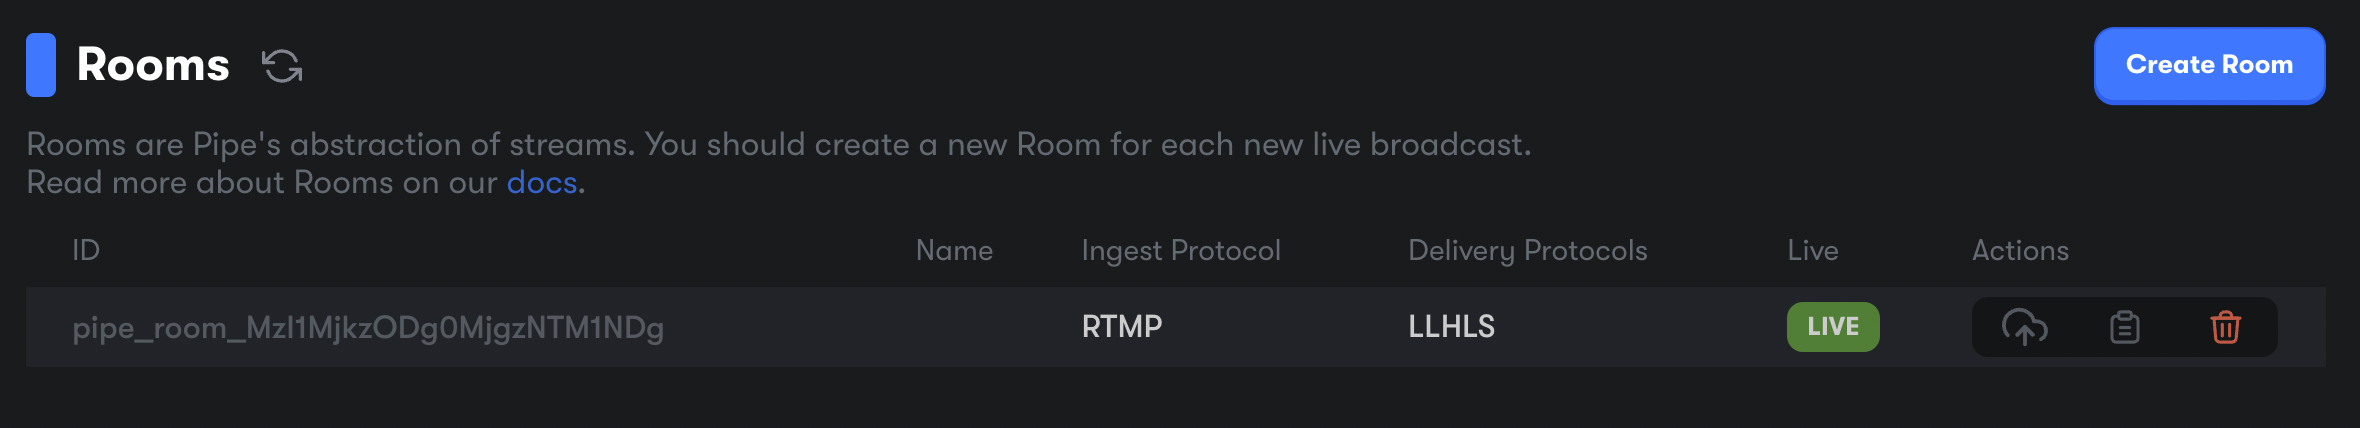 Rooms
Create Room
Rooms are Pipe's abstraction of streams. You should create a new Room for each new live broadcast.
Read more about Rooms on our docs.
ID Name Ingest Protocol Delivery Protocols Live Actions
pipe_room_MzI1MjkzODg0MjgzNTM1NDg RTMP LLHLS LIVE